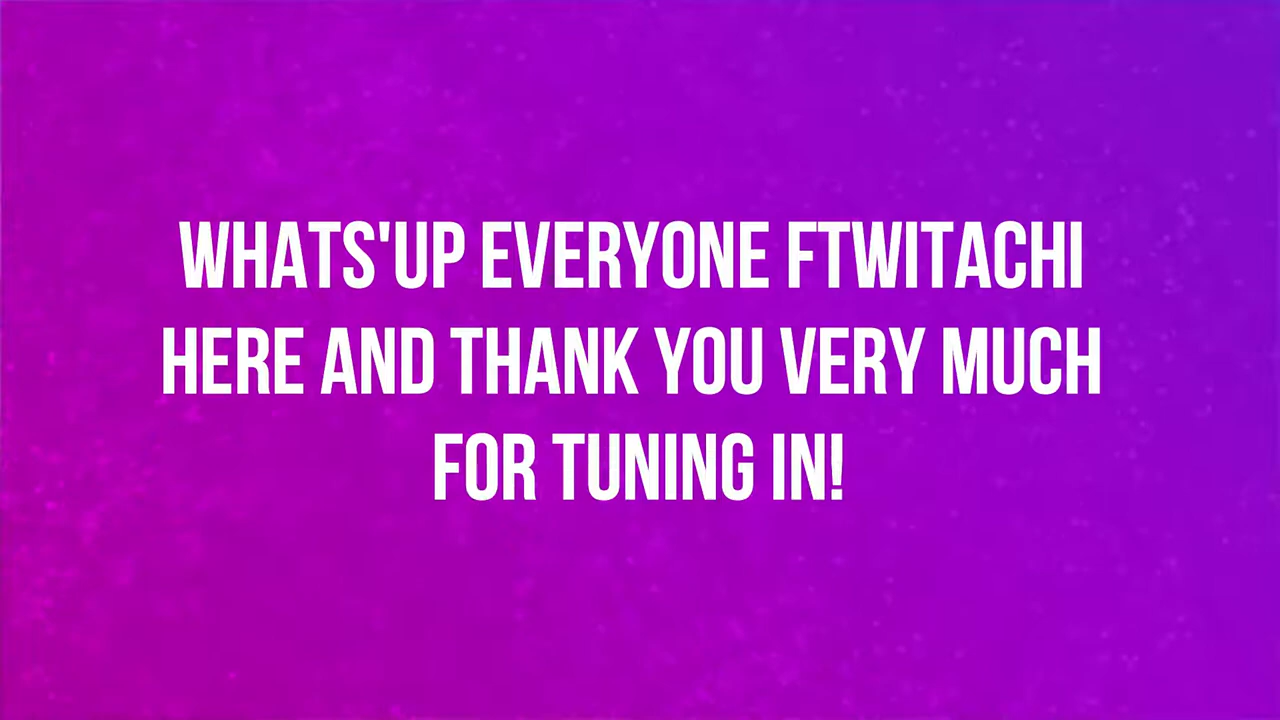 WHATS'UP EVERYONE FTWITACHI
HERE AND THANK YOU VERY MUCH
FOR TUNING IN!